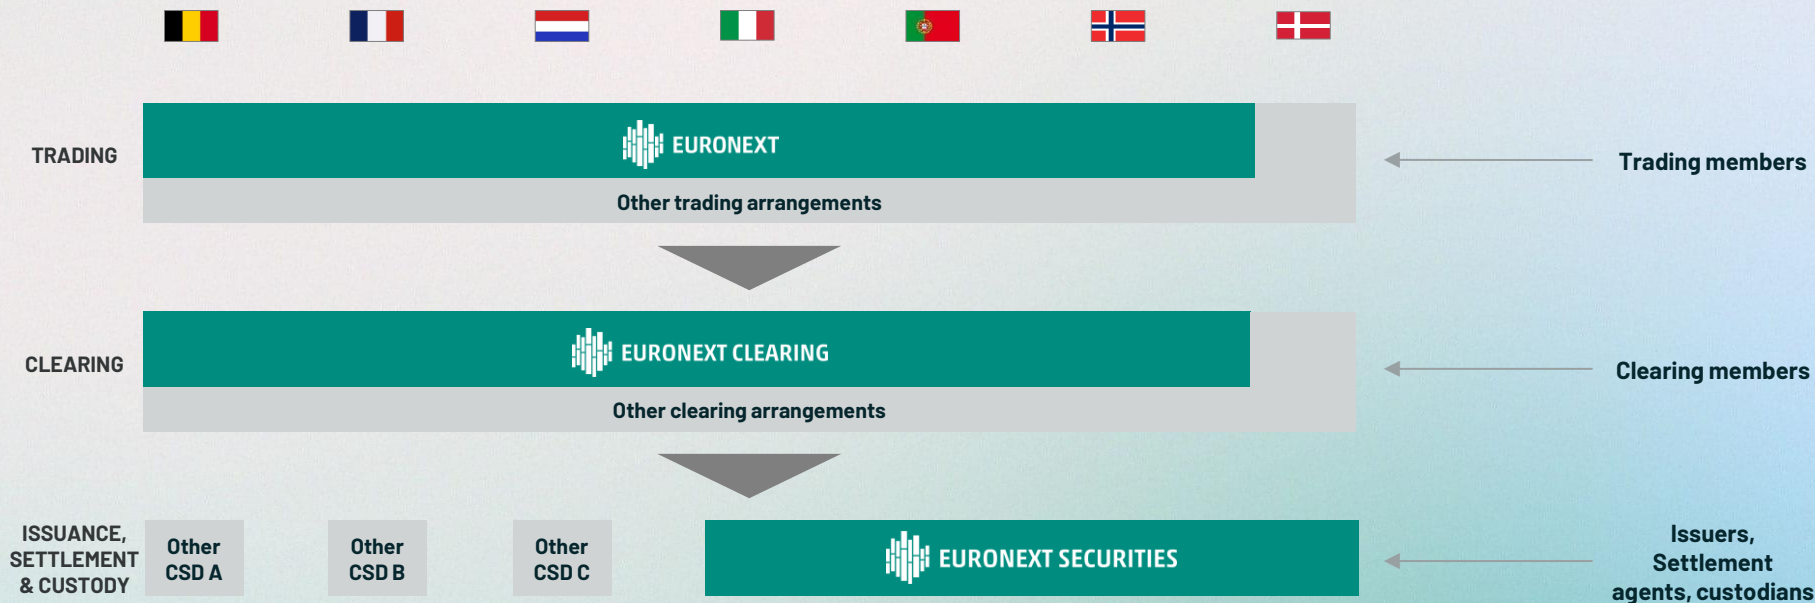 TRADING
EURONEXT
Other trading arrangements
Trading members
CLEARING
EURONEXT CLEARING
Other clearing arrangements
Clearing members
ISSUANCE,
SETTLEMENT
& CUSTODY
Other
CSD A
Other
CSD B
Other
CSD C
EURONEXT SECURITIES
Issuers,
Settlement
agents, custodians